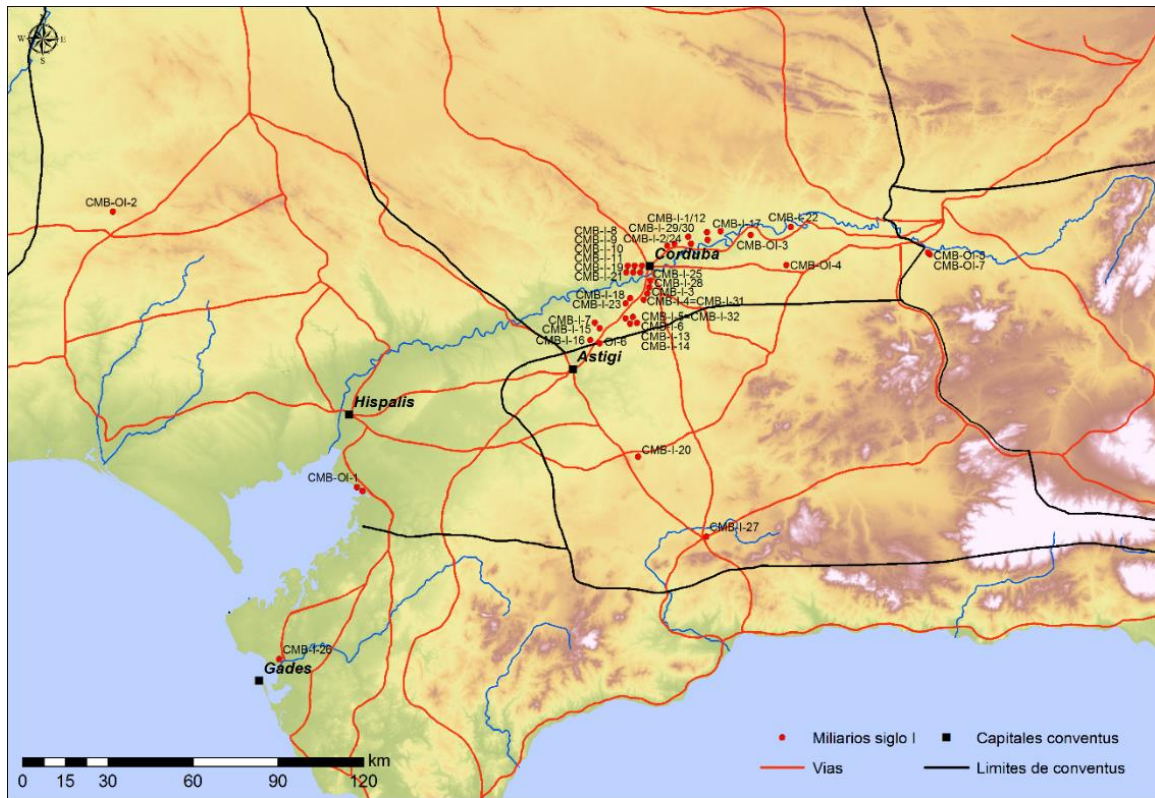 N
W E
S
CMB-OI-2
CMB-I-1/12
CMB-I-8
CMB-I-29/30
CMB-I-17
CMB-I-22
CMB-I-9
CMB-I-2/24
CMB-I-10
CMB-OI-3
CMB-I-11
Corduba
CMB-OI-5
CMB-I-19
CMB-OI-4
CMB-OI-7
CMB-I-21
CMB-I-25
CMB-I-28
CMB-I-3
CMB-I-18
CMB-I-4=CMB-I-31
CMB-I-23
CMB-I-7
CMB-I-5=CMB-I-32
CMB-I-15
CMB-I-6
CMB-I-16
OI-6
CMB-I-13
CMB-I-14
Astigi
Hispalis
CMB-I-20
CMB-OI-1
CMB-I-27
CMB-I-26
Gades
km
0 15 30 60 90 120
Miliarios siglo I
Capitales conventus
Vias
Limites de conventus